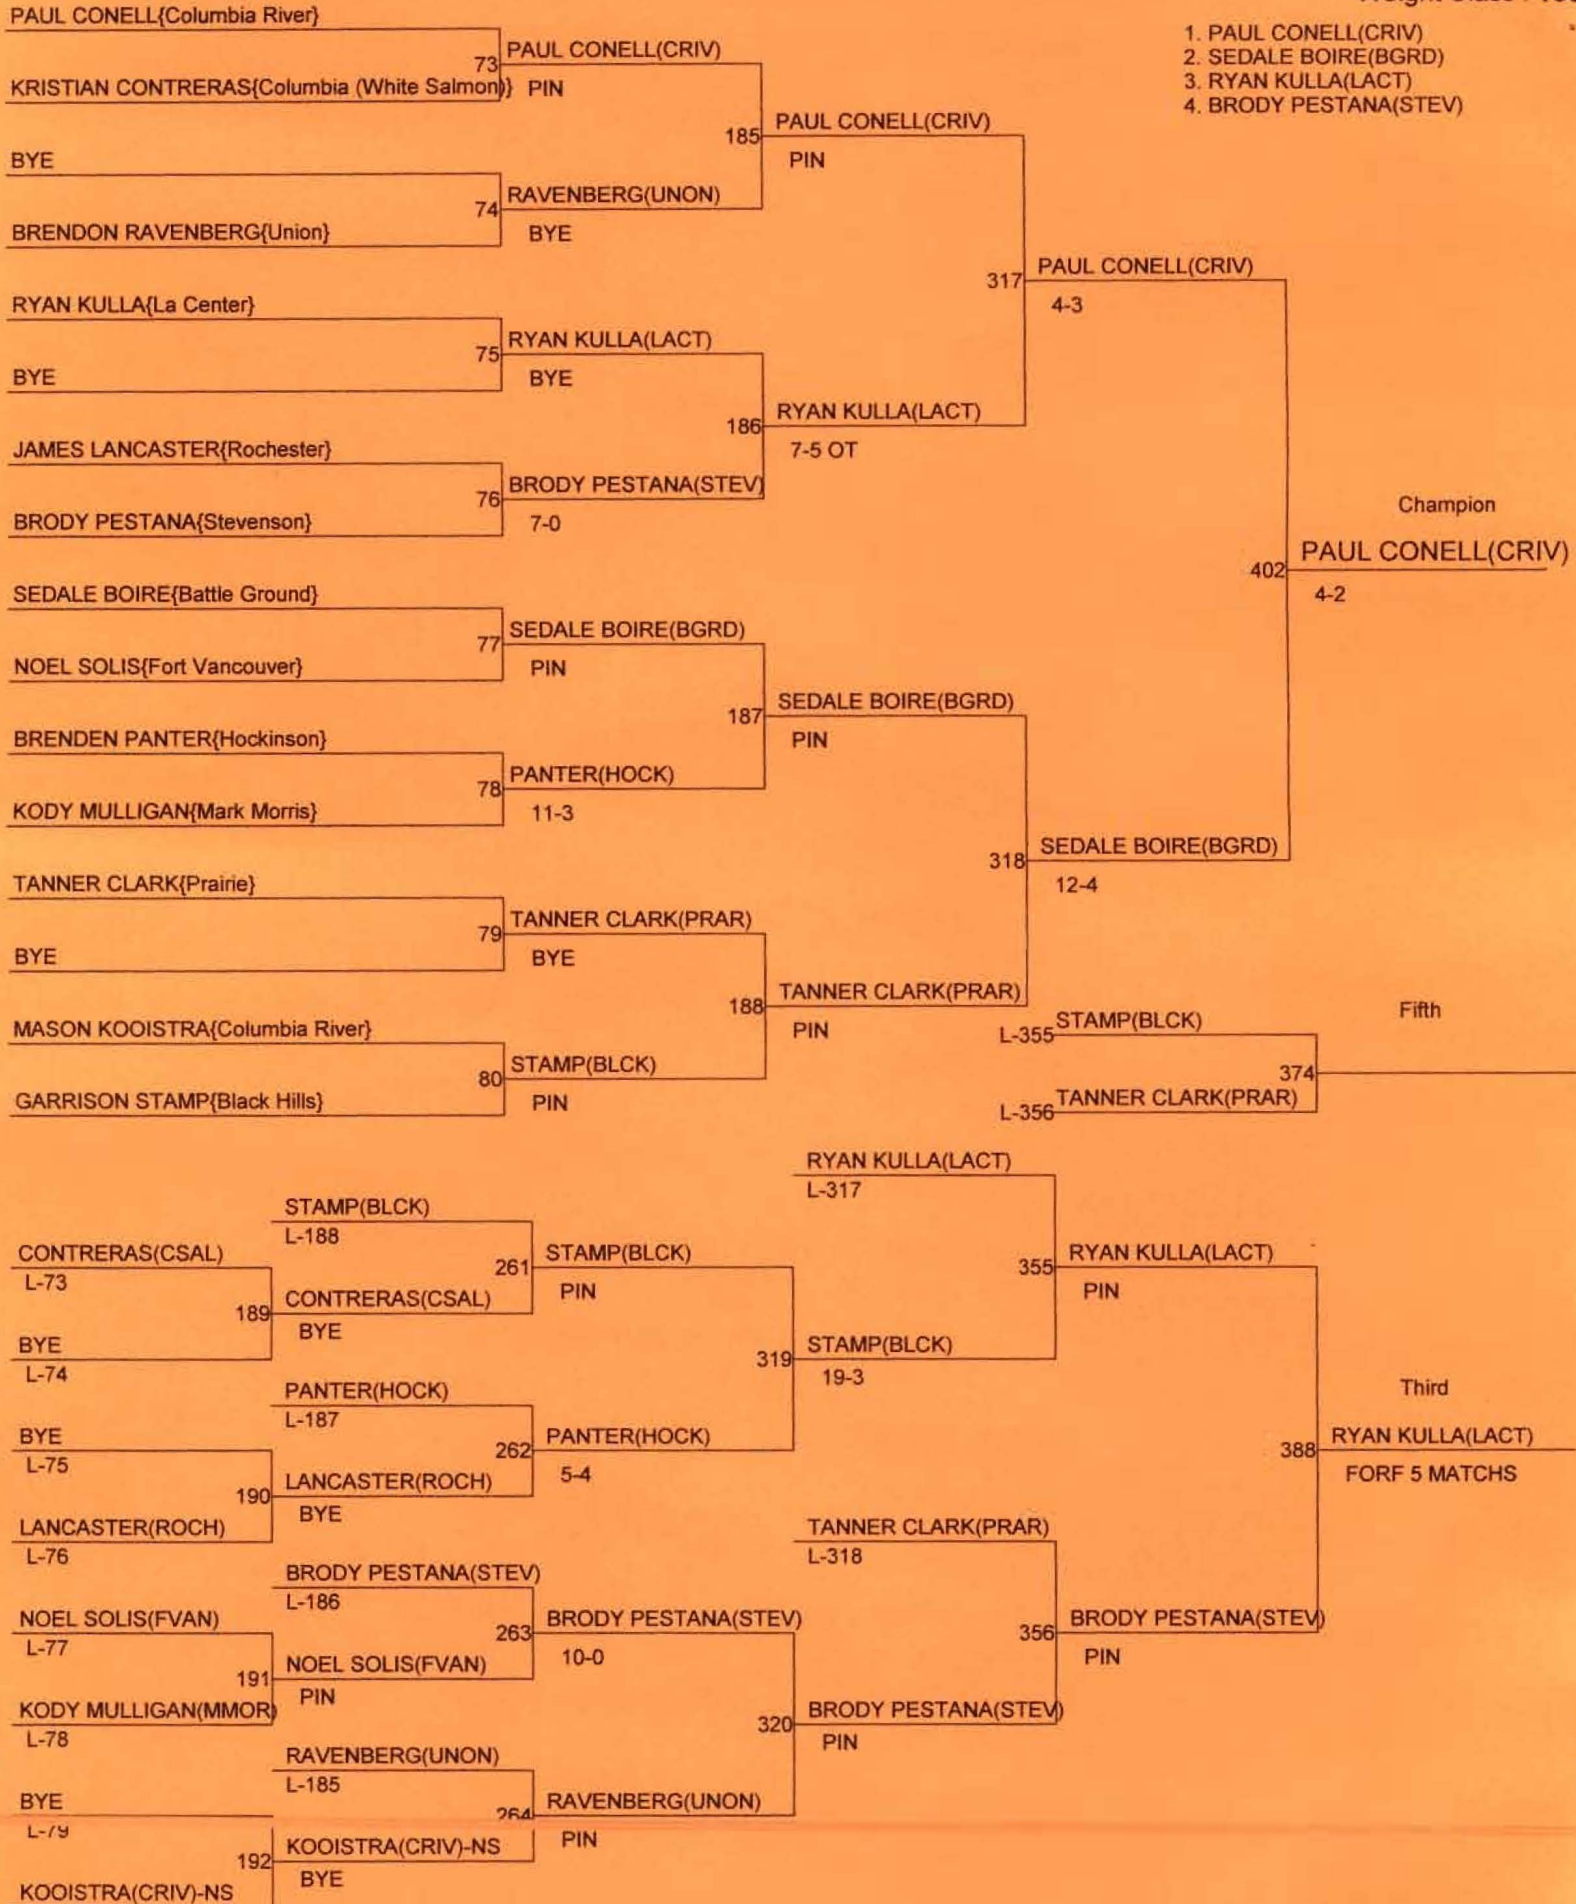 1. PAUL CONELL(CRIV)
2. SEDALE BOIRE(BGRD)
3. RYAN KULLA(LACT)
4. BRODY PESTANA(STEV)
PAUL CONELL{Columbia River}
73
PAUL CONELL(CRIV)
PIN
KRISTIAN CONTRERAS{Columbia (White Salmon)}
185
PAUL CONELL(CRIV)
PIN
BYE
74
RAVENBERG(UNON)
BYE
BRENDON RAVENBERG{Union}
317
PAUL CONELL(CRIV)
4-3
RYAN KULLA{La Center}
75
RYAN KULLA(LACT)
BYE
BYE
186
RYAN KULLA(LACT)
7-5 OT
JAMES LANCASTER{Rochester}
76
BRODY PESTANA(STEV)
7-0
BRODY PESTANA{Stevenson}
Champion
402
PAUL CONELL(CRIV)
4-2
SEDALE BOIRE{Battle Ground}
77
SEDALE BOIRE(BGRD)
PIN
NOEL SOLIS{Fort Vancouver}
187
SEDALE BOIRE(BGRD)
PIN
BRENDEN PANTER{Hockinson}
78
PANTER(HOCK)
11-3
KODY MULLIGAN{Mark Morris}
318
SEDALE BOIRE(BGRD)
12-4
TANNER CLARK{Prairie}
79
TANNER CLARK(PRAR)
BYE
BYE
188
TANNER CLARK(PRAR)
PIN
MASON KOOISTRA{Columbia River}
80
STAMP(BLCK)
PIN
GARRISON STAMP{Black Hills}
Fifth
L-355
STAMP(BLCK)
374
L-356
TANNER CLARK(PRAR)
RYAN KULLA(LACT)
L-317
STAMP(BLCK)
L-188
CONTRERAS(CSAL)
L-73
261
STAMP(BLCK)
PIN
355
RYAN KULLA(LACT)
PIN
189
CONTRERAS(CSAL)
BYE
BYE
L-74
319
STAMP(BLCK)
19-3
PANTER(HOCK)
L-187
Third
BYE
L-75
262
PANTER(HOCK)
5-4
388
RYAN KULLA(LACT)
FORF 5 MATCHS
190
LANCASTER(ROCH)
BYE
LANCASTER(ROCH)
L-76
TANNER CLARK(PRAR)
L-318
BRODY PESTANA(STEV)
L-186
NOEL SOLIS(FVAN)
L-77
263
BRODY PESTANA(STEV)
10-0
356
BRODY PESTANA(STEV)
PIN
191
NOEL SOLIS(FVAN)
PIN
KODY MULLIGAN(MMOR)
L-78
320
BRODY PESTANA(STEV)
PIN
RAVENBERG(UNON)
L-185
BYE
L-79
264
RAVENBERG(UNON)
PIN
192
KOOISTRA(CRIV)-NS
BYE
KOOISTRA(CRIV)-NS